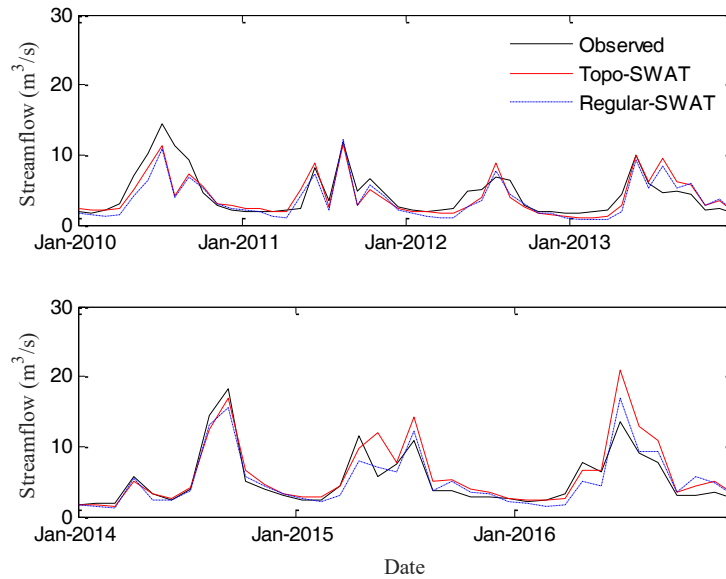 30
20
10
0
Streamflow (m³/s)
Observed
Topo-SWAT
Regular-SWAT
Jan-2010
Jan-2011
Jan-2012
Jan-2013
30
20
10
0
Streamflow (m³/s)
Jan-2014
Jan-2015
Jan-2016
Date